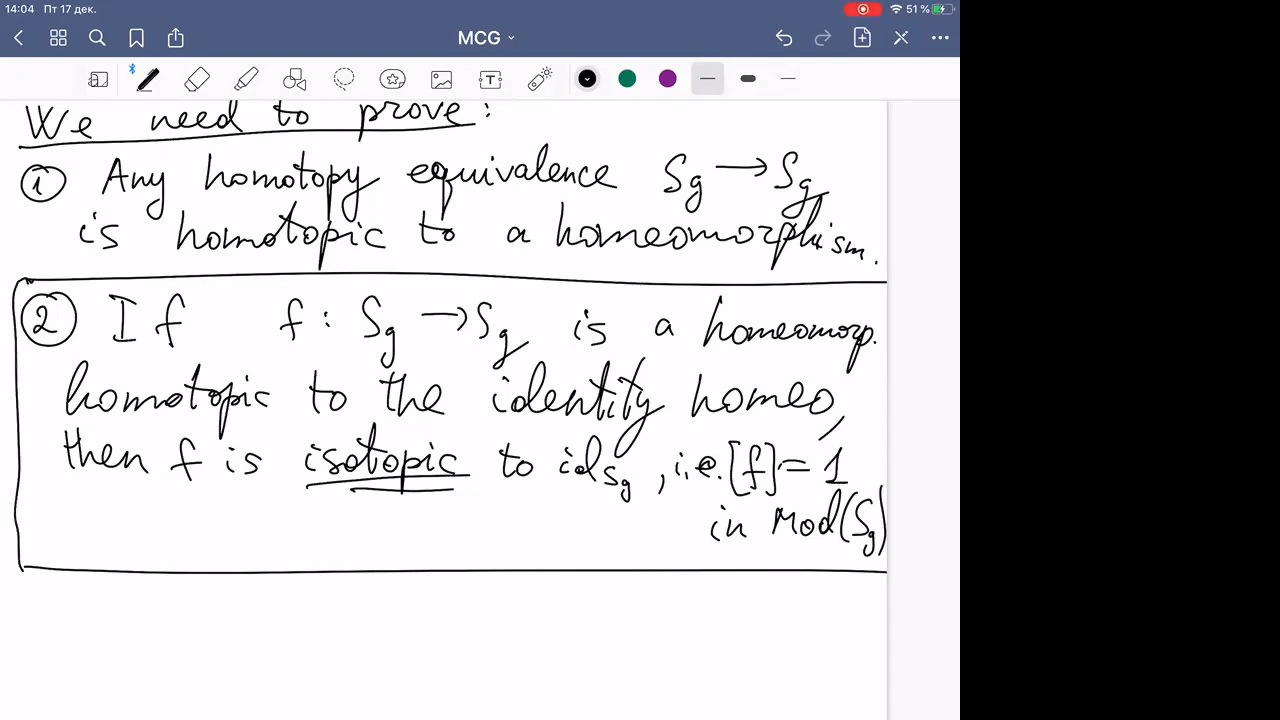 14:04 Пт 17 дек.
51 %
MCG
We need to prove:
① Any homotopy equivalence Sg → Sg
is homotopic to a homeomorphism.
② If f : Sg → Sg is a homeomorp.
homotopic to the identity homeo,
then f is isotopic to id_Sg, i.e. [f] = 1
in Mod(Sg)